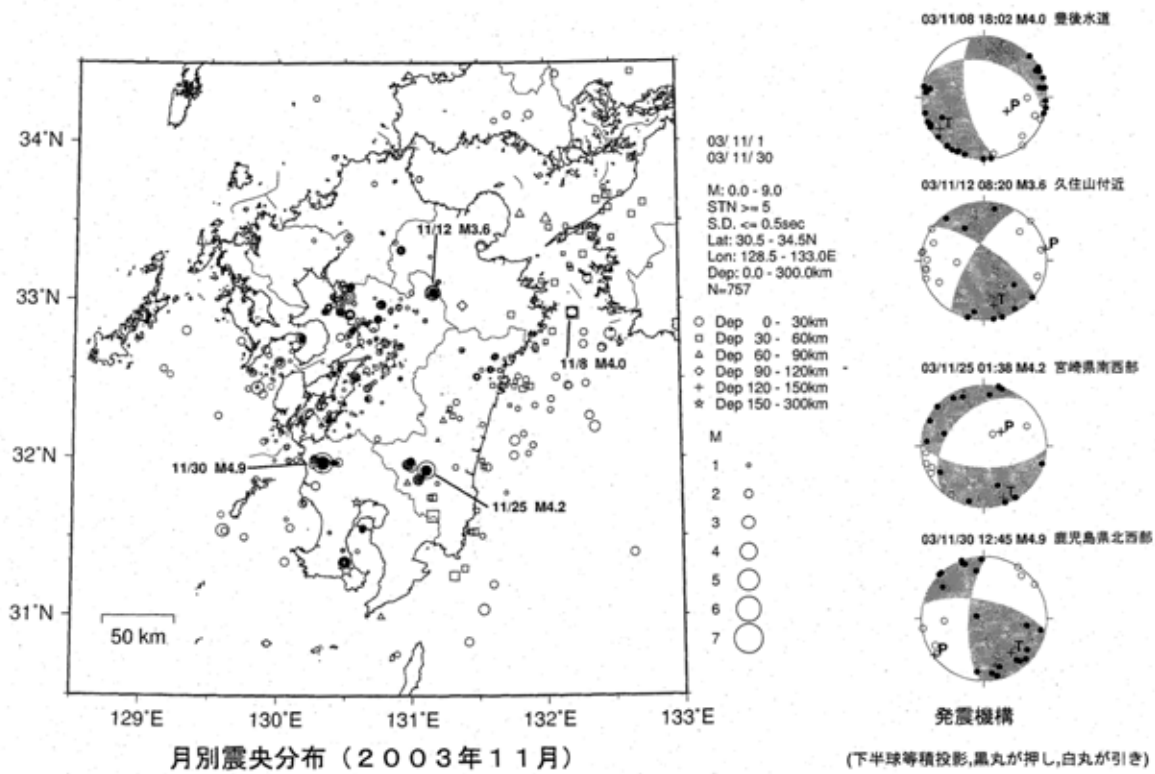 03/11/08 18:02 M4.0 豊後水道
P
T
03/11/12 08:20 M3.6 久住山付近
P
T
03/11/25 01:38 M4.2 宮崎県南西部
P
T
03/11/30 12:45 M4.9 鹿児島県北西部
P
T
発震機構
(下半球等積投影,黒丸が押し,白丸が引き)
34°N
33°N
32°N
31°N
129°E
130°E
131°E
132°E
133°E
11/12 M3.6
11/8 M4.0
11/30 M4.9
11/25 M4.2
50 km
03/ 11/ 1
03/ 11/ 30
M: 0.0 - 9.0
STN >= 5
S.D. <= 0.5sec
Lat: 30.5 - 34.5N
Lon: 128.5 - 133.0E
Dep: 0.0 - 300.0km
N=757
Dep 0 - 30km
Dep 30 - 60km
Dep 60 - 90km
Dep 90 - 120km
Dep 120 - 150km
Dep 150 - 300km
M
1
2
3
4
5
6
7
月別震央分布（２００３年１１月）